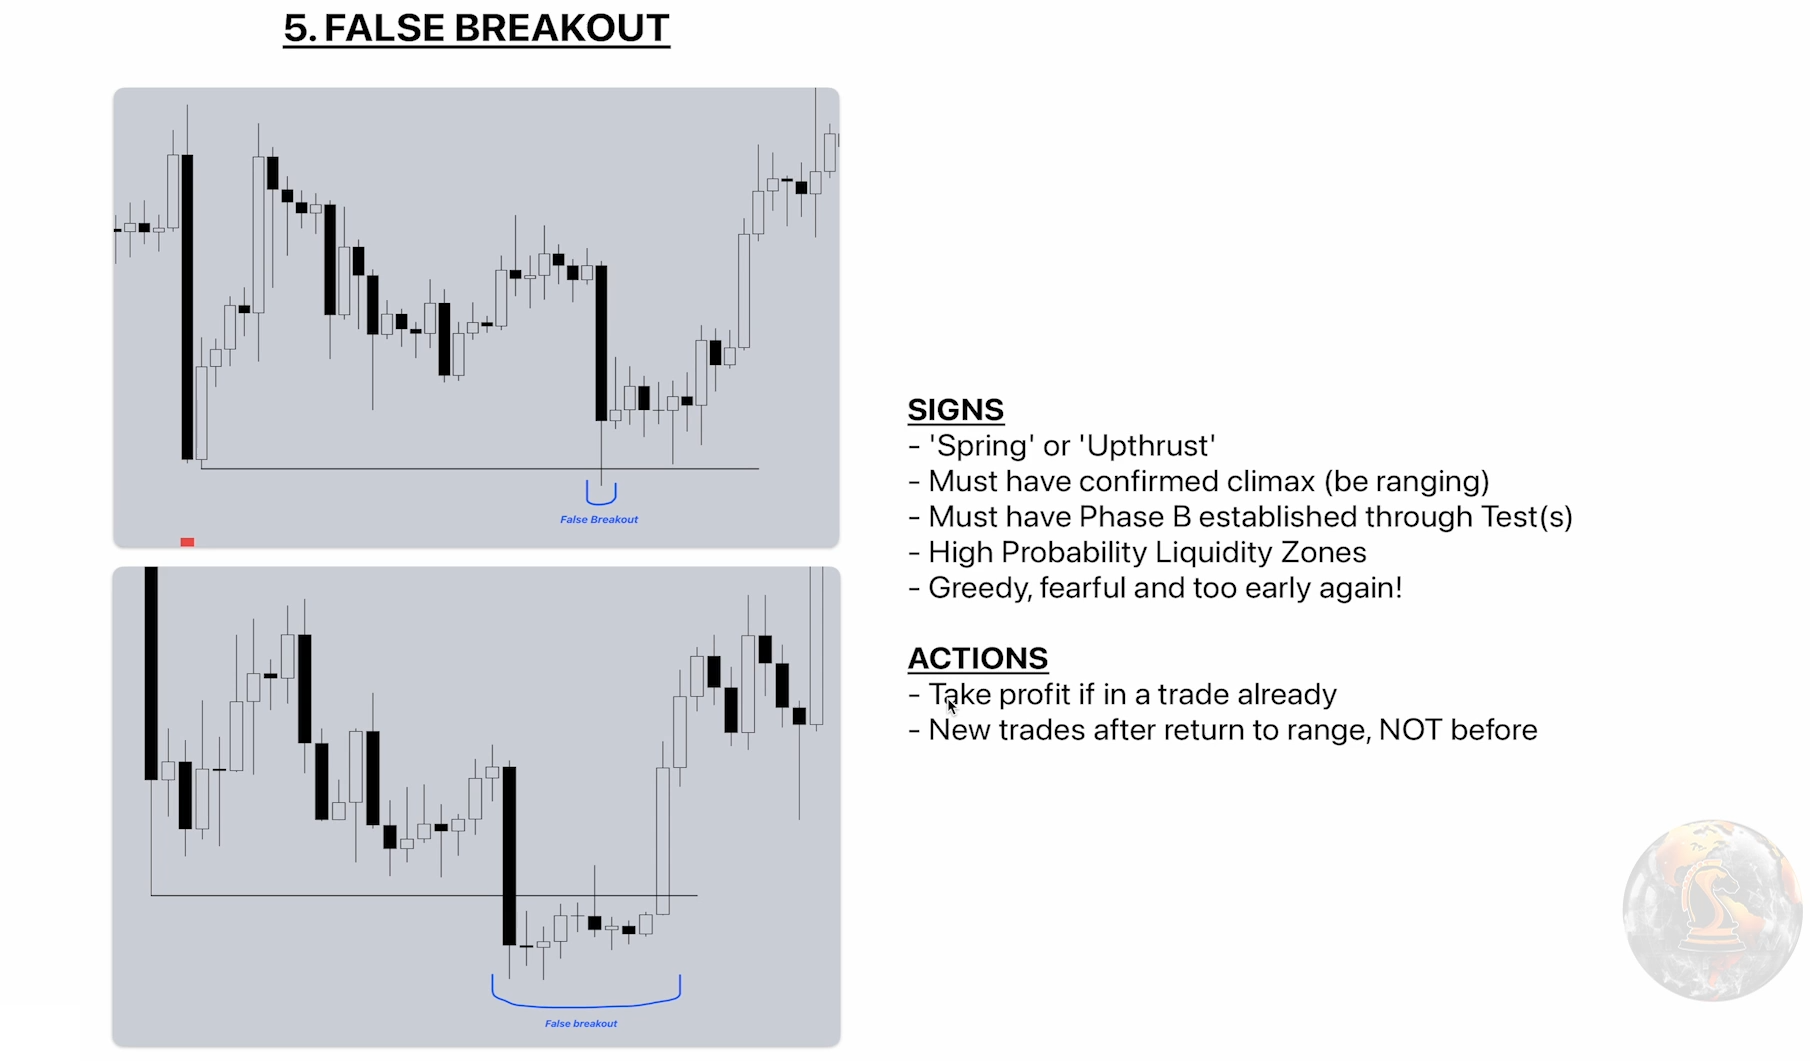 5. FALSE BREAKOUT
False Breakout
False breakout
SIGNS
- 'Spring' or 'Upthrust'
- Must have confirmed climax (be ranging)
- Must have Phase B established through Test(s)
- High Probability Liquidity Zones
- Greedy, fearful and too early again!
ACTIONS
- Take profit if in a trade already
- New trades after return to range, NOT before